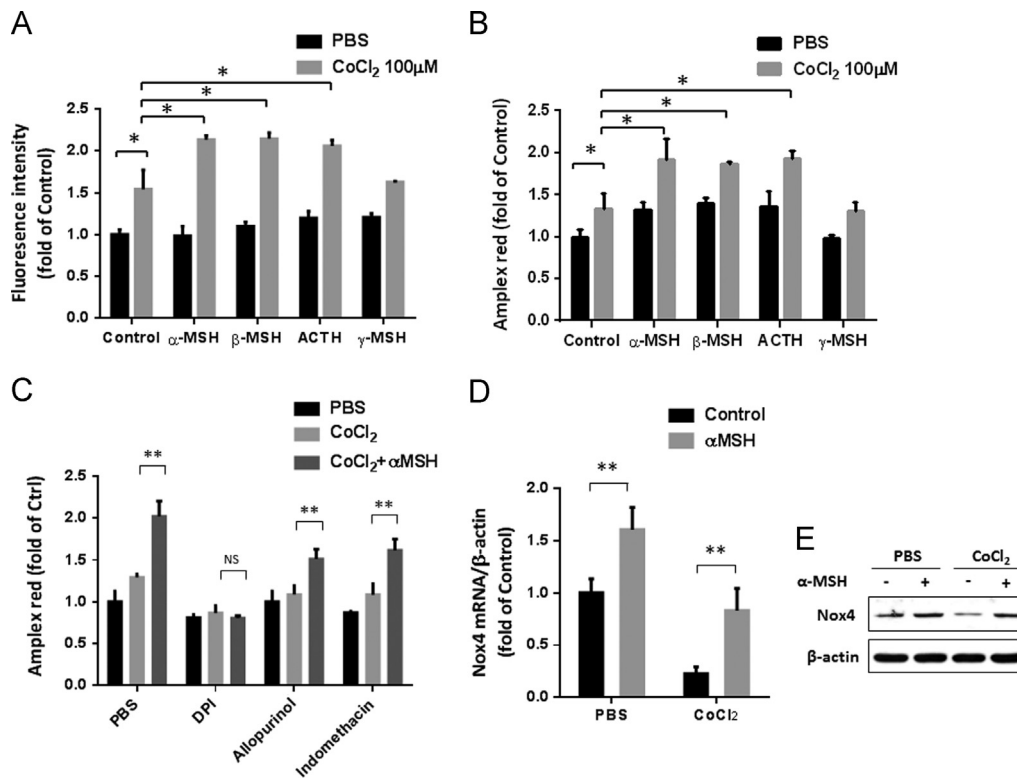 A
PBS
CoCl₂ 100μM
*
*
*
*
Fluoresence intensity
(fold of Control)
2.5
2.0
1.5
1.0
0.5
0.0
Control α-MSH β-MSH ACTH γ-MSH
B
PBS
CoCl₂ 100μM
*
*
*
*
Amplex red (fold of Control)
2.5
2.0
1.5
1.0
0.5
0.0
Control α-MSH β-MSH ACTH γ-MSH
C
PBS
CoCl₂
CoCl₂+ αMSH
** NS ** **
Amplex red (fold of Ctrl)
2.5
2.0
1.5
1.0
0.5
0.0
PBS DPI Allopurinol Indomethacin
D
Control
αMSH
**
**
Nox4 mRNA/β-actin
(fold of Control)
2.0
1.5
1.0
0.5
0.0
PBS CoCl₂
E
PBS CoCl₂
α-MSH - + - +
Nox4
β-actin